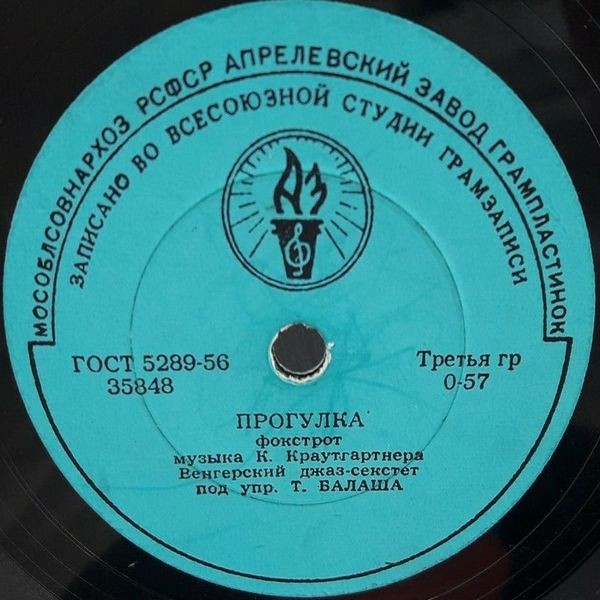 МОСОБЛСОВНАРХОЗ РСФСР АПРЕЛЕВСКИЙ ЗАВОД ГРАМПЛАСТИНОК
ЗАПИСАНО ВО ВСЕСОЮЗНОЙ СТУДИИ ГРАМЗАПИСИ
АЗ
ГОСТ 5289-56 Третья гр
35848 0-57
ПРОГУЛКА
фокстрот
музыка К. Краутгартнера
Венгерский джаз-секстет
под упр. Т. БАЛАША